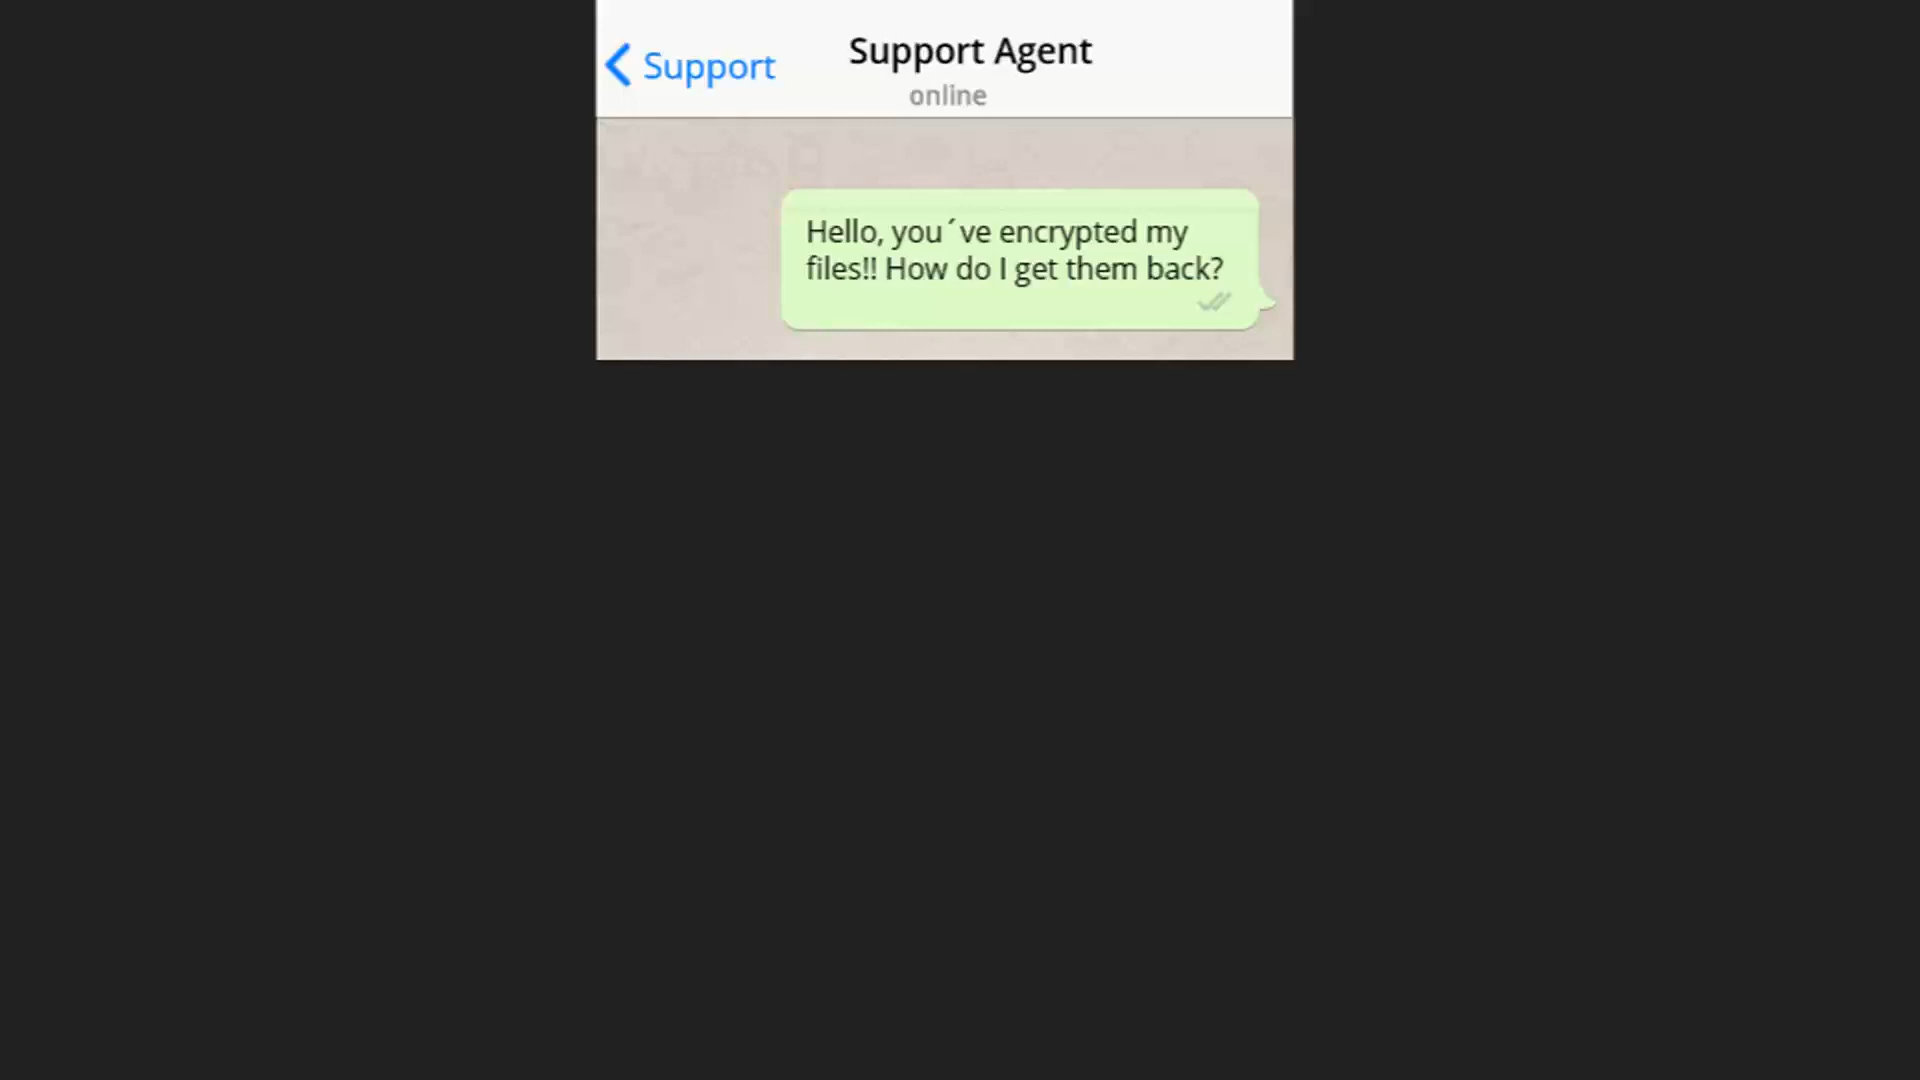 Support
Support Agent
online
Hello, you´ve encrypted my
files!! How do I get them back?